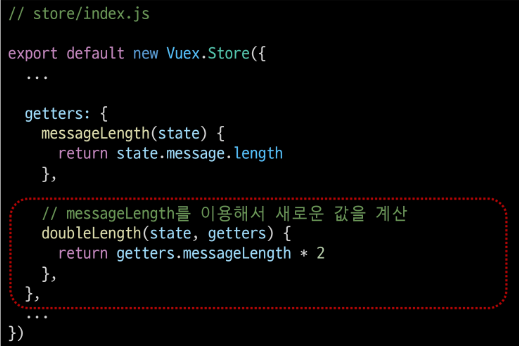 // store/index.js
export default new Vuex.Store({
...
getters: {
messageLength(state) {
return state.message.length
},
// messageLength를 이용해서 새로운 값을 계산
doubleLength(state, getters) {
return getters.messageLength * 2
},
},
...
})